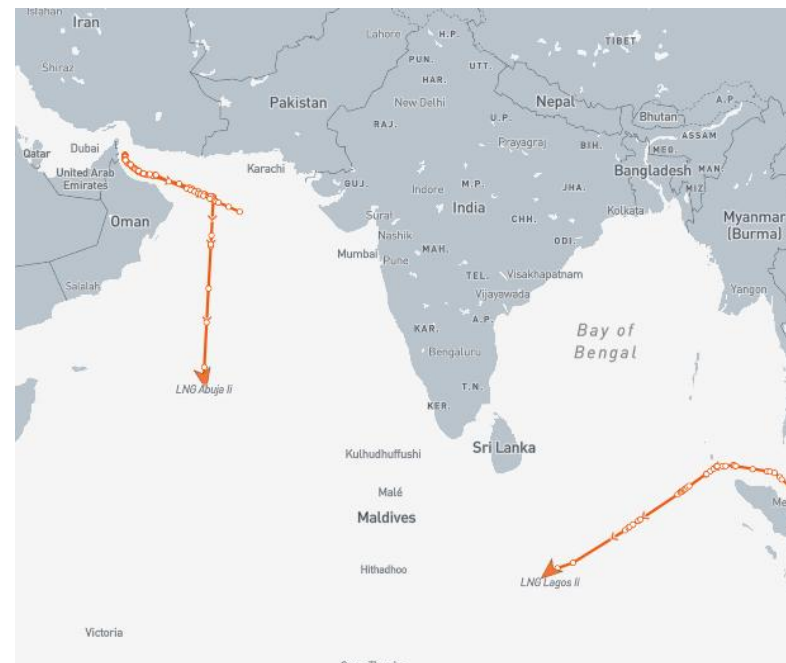 Isfahan
Iran
Lahore
H.P.
TIBET
Shiraz
PUN.
UTT.
HAR.
Pakistan
New Delhi
Nepal
A.P.
Bhutan
RAJ.
U.P.
ASSAM
Dubai
Qatar
Prayagraj
BIH.
MEG.
Karachi
United Arab
Emirates
Bangladesh
MAN.
GUJ.
Indore
M.P.
JHA.
MIZ
Oman
Surat
India
CHH.
Kolkata
Myanmar
(Burma)
Nashik
ODI.
Mumbai
Pune
MAH.
TEL.
Visakhapatnam
Salalah
Vijayawada
Yangon
A.P.
KAR.
Bay of
Bengal
Bengaluru
LNG Abuja Ii
T.N.
KER.
Sri Lanka
Kulhudhuffushi
Malé
Me
Maldives
Hithadhoo
LNG Lagos Ii
Victoria